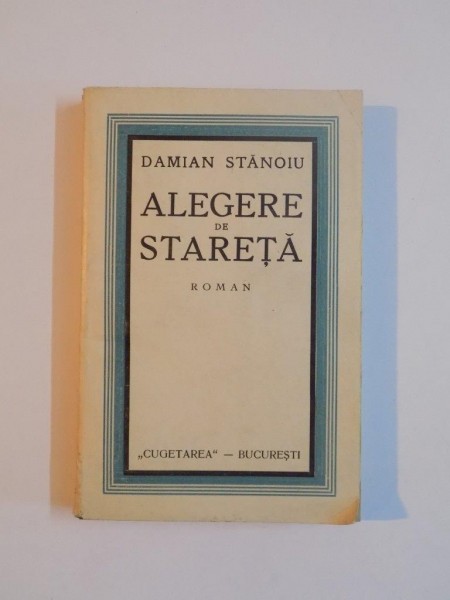 DAMIAN STĂNOIU
ALEGERE
DE
STAREȚĂ
ROMAN
„CUGETAREA“ — BUCUREȘTI